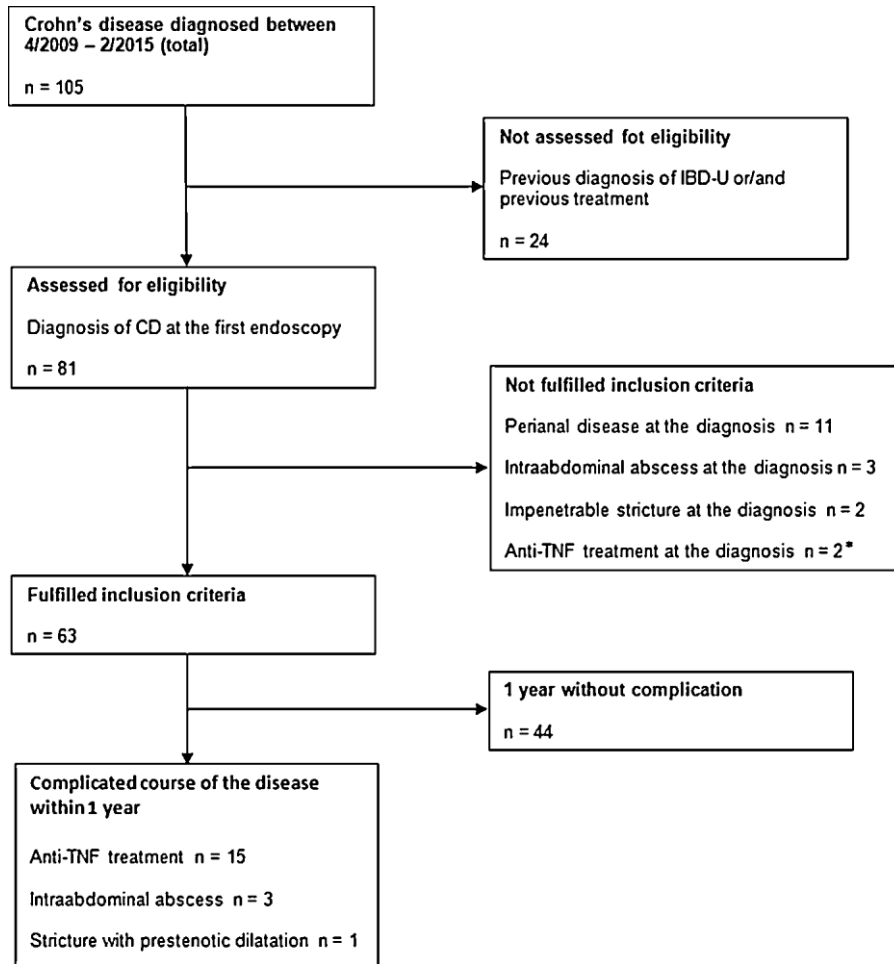 Crohn's disease diagnosed between
4/2009 – 2/2015 (total)
n = 105
Not assessed fot eligibility
Previous diagnosis of IBD-U or/and
previous treatment
n = 24
Assessed for eligibility
Diagnosis of CD at the first endoscopy
n = 81
Not fulfilled inclusion criteria
Perianal disease at the diagnosis n = 11
Intraabdominal abscess at the diagnosis n = 3
Impenetrable stricture at the diagnosis n = 2
Anti-TNF treatment at the diagnosis n = 2*
Fulfilled inclusion criteria
n = 63
1 year without complication
n = 44
Complicated course of the disease
within 1 year
Anti-TNF treatment n = 15
Intraabdominal abscess n = 3
Stricture with prestenotic dilatation n = 1